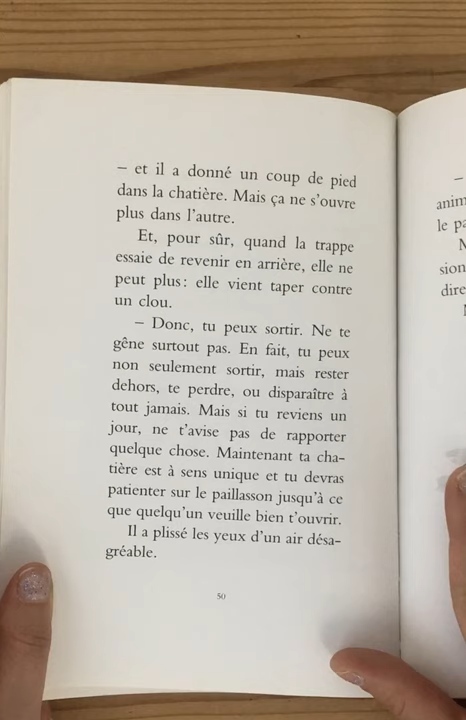 – et il a donné un coup de pied
dans la chatière. Mais ça ne s'ouvre
plus dans l'autre.
Et, pour sûr, quand la trappe
essaie de revenir en arrière, elle ne
peut plus : elle vient taper contre
un clou.
– Donc, tu peux sortir. Ne te
gêne surtout pas. En fait, tu peux
non seulement sortir, mais rester
dehors, te perdre, ou disparaître à
tout jamais. Mais si tu reviens un
jour, ne t'avise pas de rapporter
quelque chose. Maintenant ta cha-
tière est à sens unique et tu devras
patienter sur le paillasson jusqu'à ce
que quelqu'un veuille bien t'ouvrir.
Il a plissé les yeux d'un air désa-
gréable.
50
–
anim
le pa
M
sion
dire